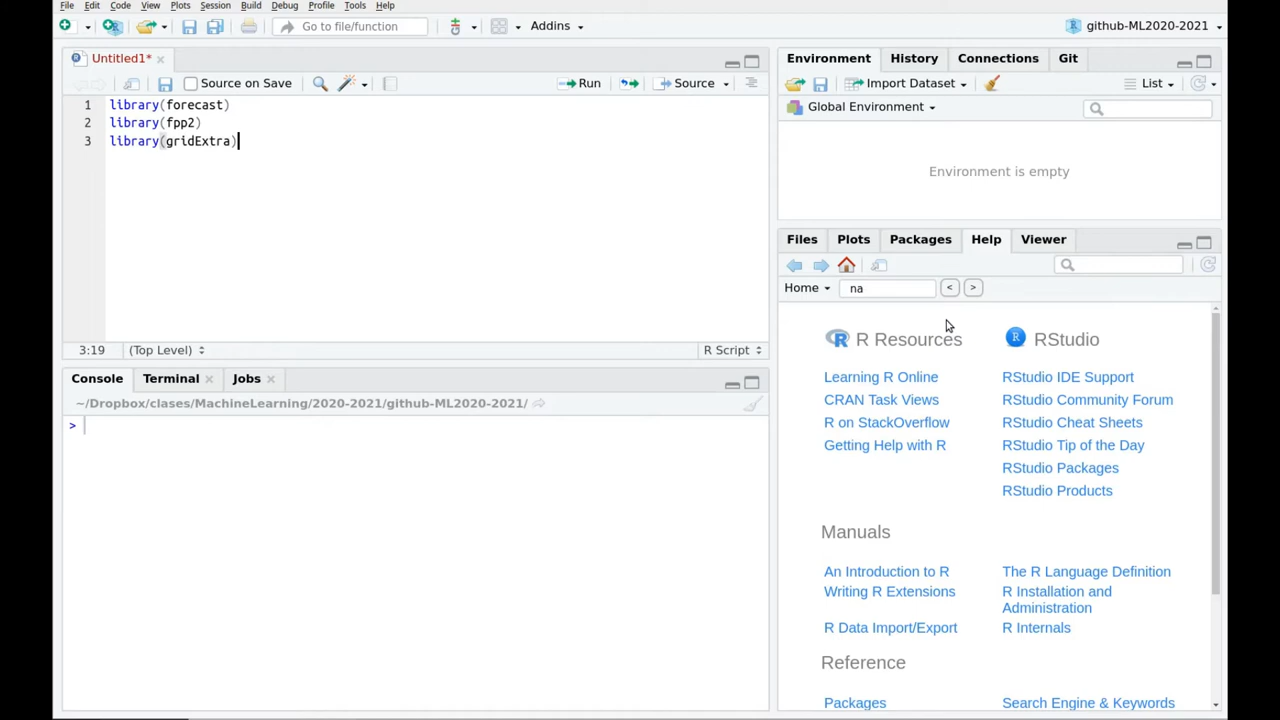 File Edit Code View Plots Session Build Debug Profile Tools Help
Go to file/function Addins github-ML2020-2021
Untitled1*
Source on Save Run Source
1 library(forecast)
2 library(fpp2)
3 library(gridExtra)
3:19 (Top Level) R Script
Console Terminal Jobs
~/Dropbox/clases/MachineLearning/2020-2021/github-ML2020-2021/
>
Environment History Connections Git
Import Dataset List
Global Environment
Environment is empty
Files Plots Packages Help Viewer
Home na < >
R Resources
Learning R Online
CRAN Task Views
R on StackOverflow
Getting Help with R
RStudio
RStudio IDE Support
RStudio Community Forum
RStudio Cheat Sheets
RStudio Tip of the Day
RStudio Packages
RStudio Products
Manuals
An Introduction to R
Writing R Extensions
R Data Import/Export
The R Language Definition
R Installation and
Administration
R Internals
Reference
Packages
Search Engine & Keywords